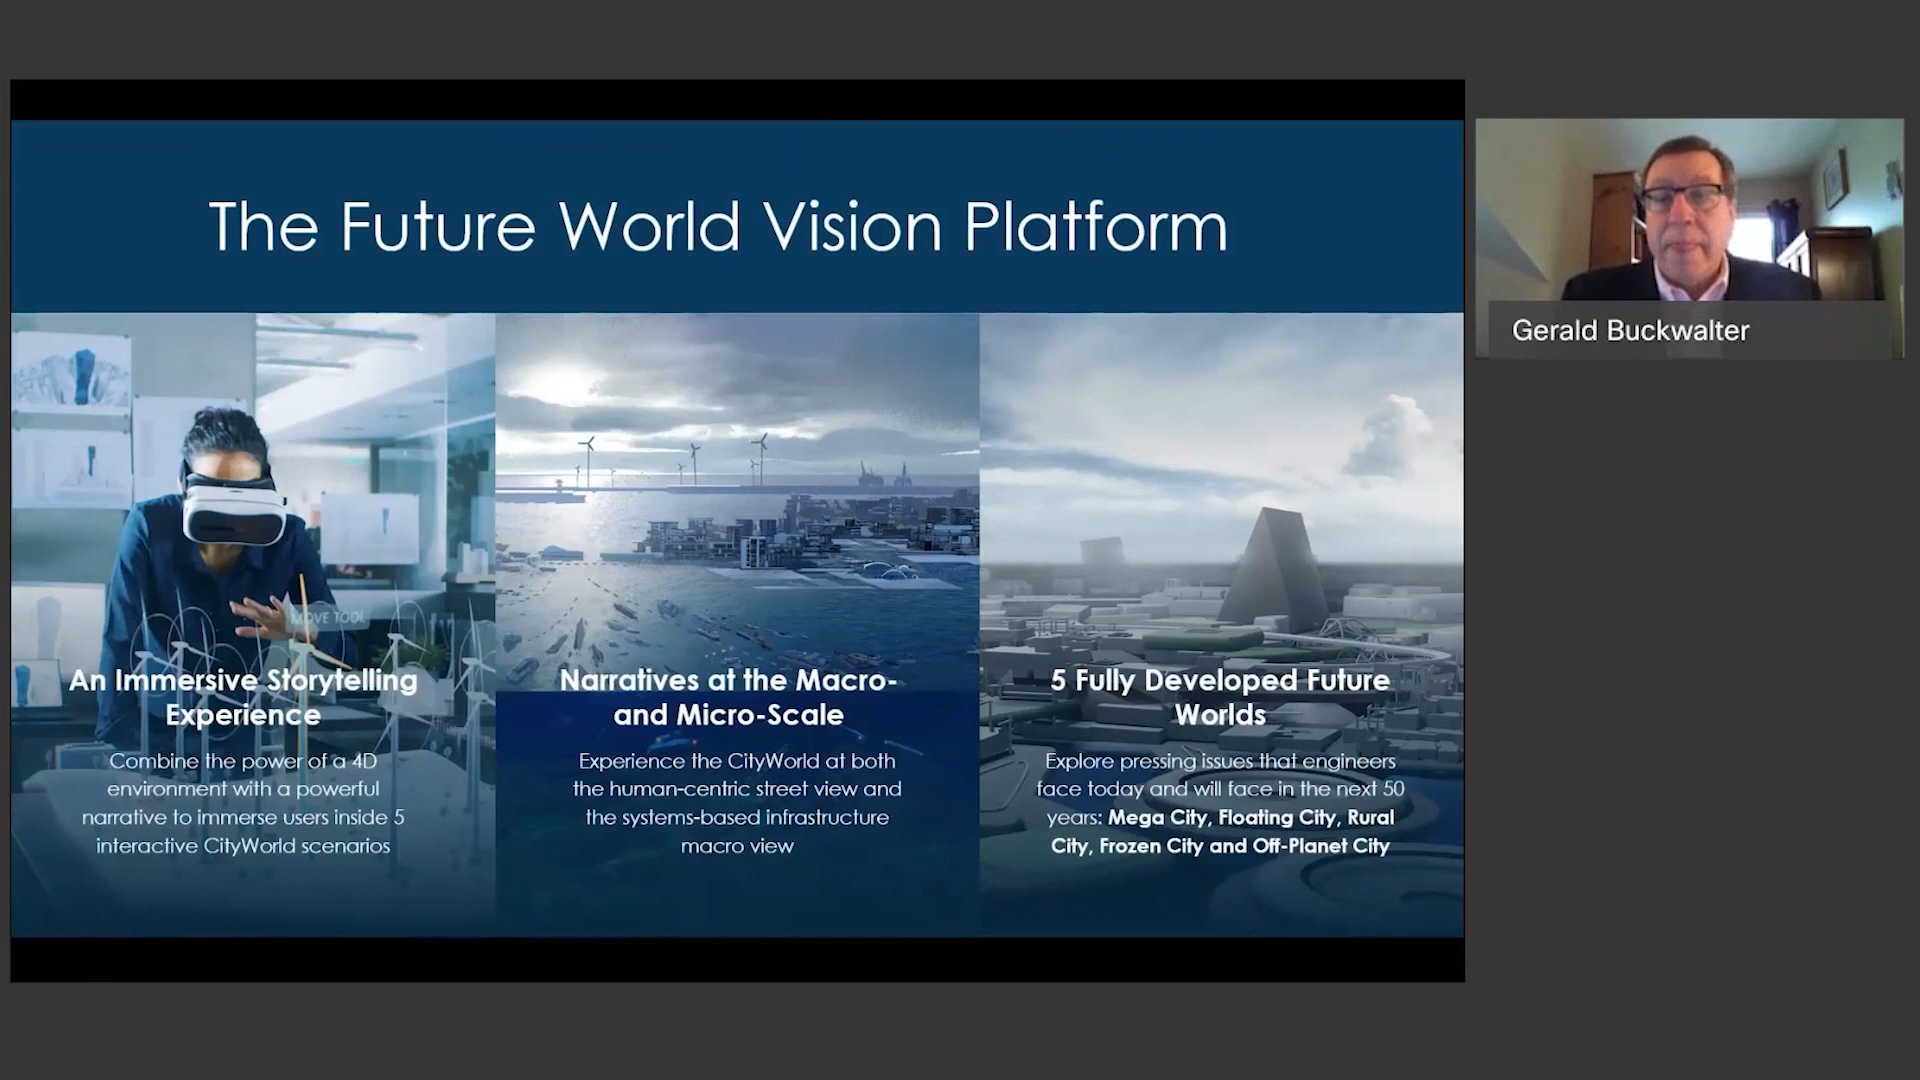 The Future World Vision Platform
Gerald Buckwalter
MOVE TOOL
An Immersive Storytelling
Experience
Combine the power of a 4D
environment with a powerful
narrative to immerse users inside 5
interactive CityWorld scenarios
Narratives at the Macro-
and Micro-Scale
Experience the CityWorld at both
the human-centric street view and
the systems-based infrastructure
macro view
5 Fully Developed Future
Worlds
Explore pressing issues that engineers
face today and will face in the next 50
years: Mega City, Floating City, Rural
City, Frozen City and Off-Planet City